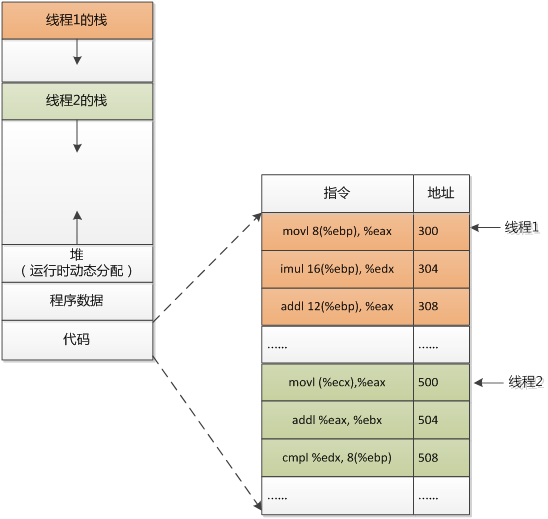 线程1的栈
线程2的栈
堆
（运行时动态分配）
程序数据
代码
指令 地址
movl 8(%ebp), %eax 300
线程1
imul 16(%ebp), %edx 304
addl 12(%ebp), %eax 308
…… ……
movl (%ecx),%eax 500
线程2
addl %eax, %ebx 504
cmpl %edx, 8(%ebp) 508
…… ……